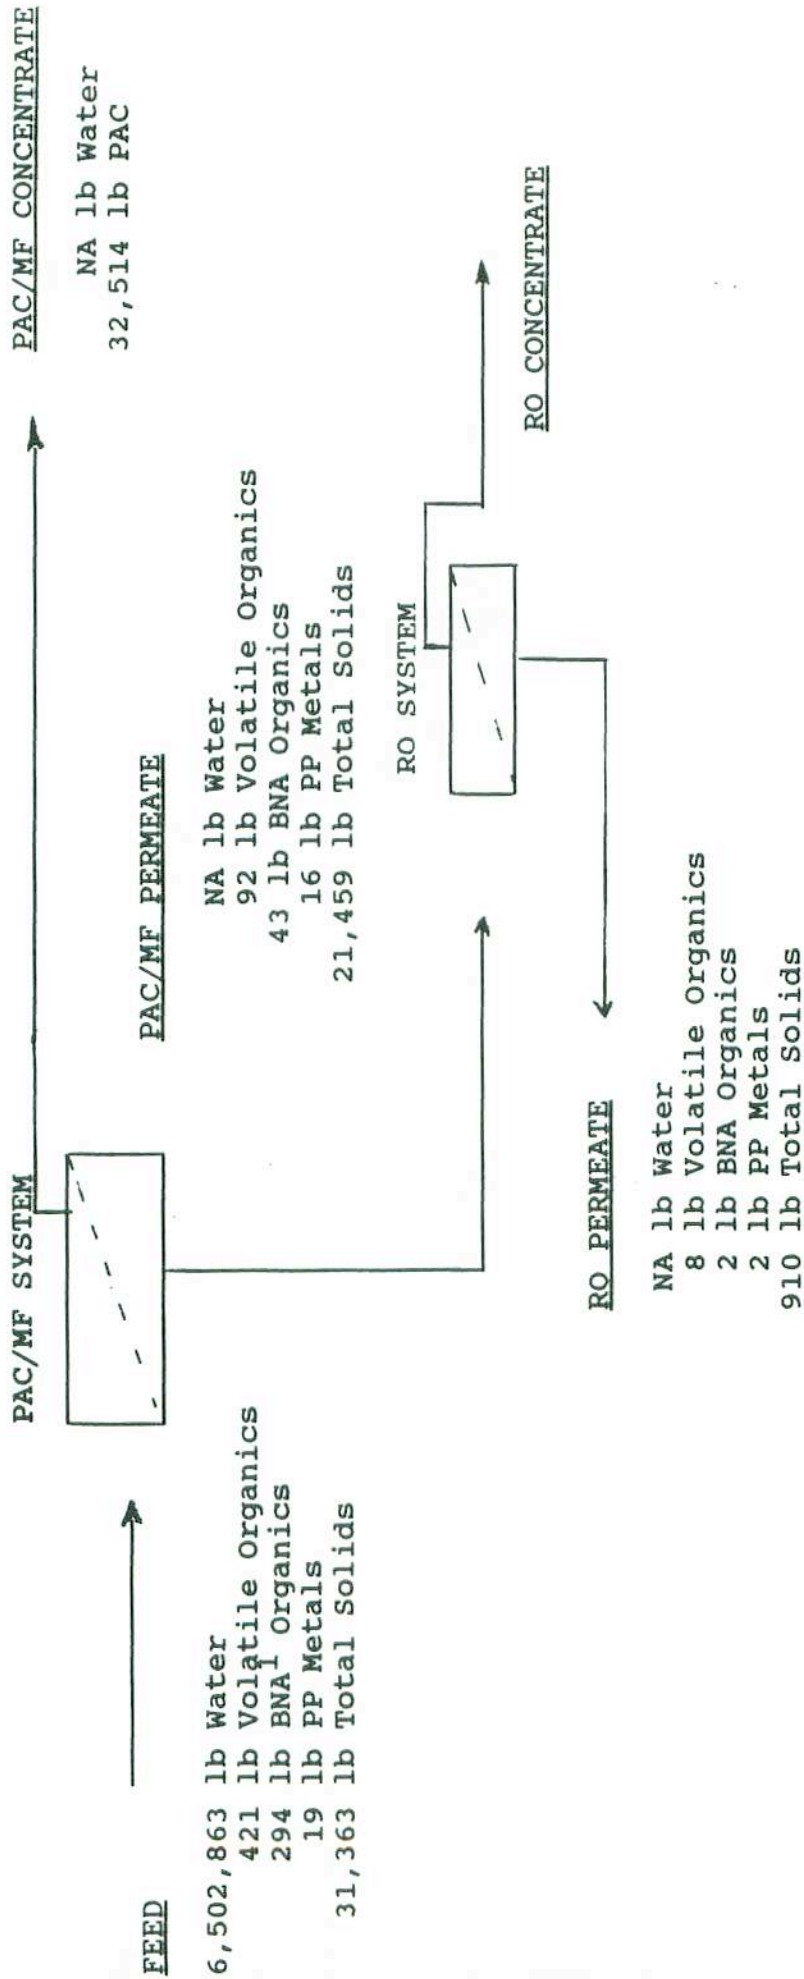 PAC/MF SYSTEM
PAC/MF CONCENTRATE
NA lb Water
32,514 lb PAC
FEED
6,502,863 lb Water
421 lb Volatile Organics
294 lb BNA1 Organics
19 lb PP Metals
31,363 lb Total Solids
PAC/MF PERMEATE
NA lb Water
92 lb Volatile Organics
43 lb BNA Organics
16 lb PP Metals
21,459 lb Total Solids
RO SYSTEM
RO CONCENTRATE
RO PERMEATE
NA lb Water
8 lb Volatile Organics
2 lb BNA Organics
2 lb PP Metals
910 lb Total Solids